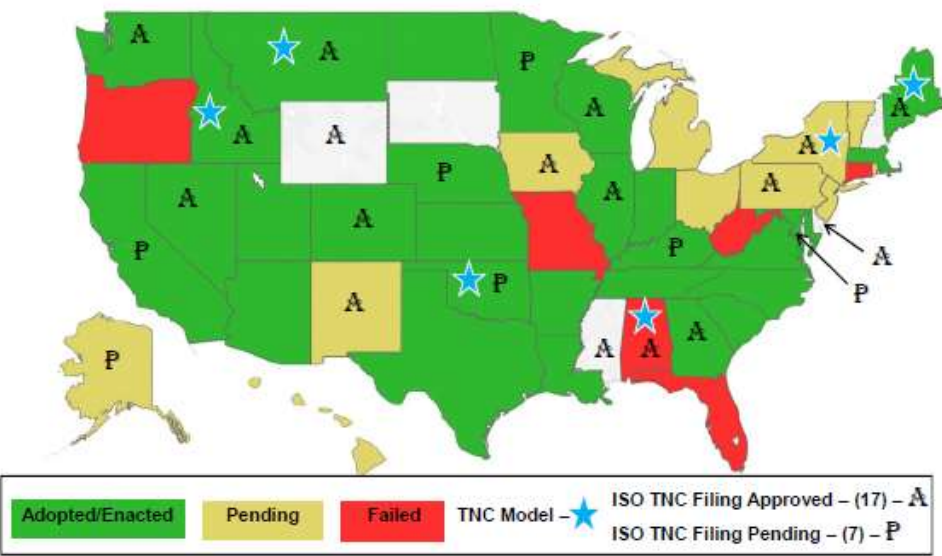 A
A
P
A
A
A
A
A
P
A
A
A
A
A
P
P
A
P
A
A
P
P
A
A
A
Adopted/Enacted
Pending
Failed
TNC Model –
ISO TNC Filing Approved – (17) – A
ISO TNC Filing Pending – (7) – P